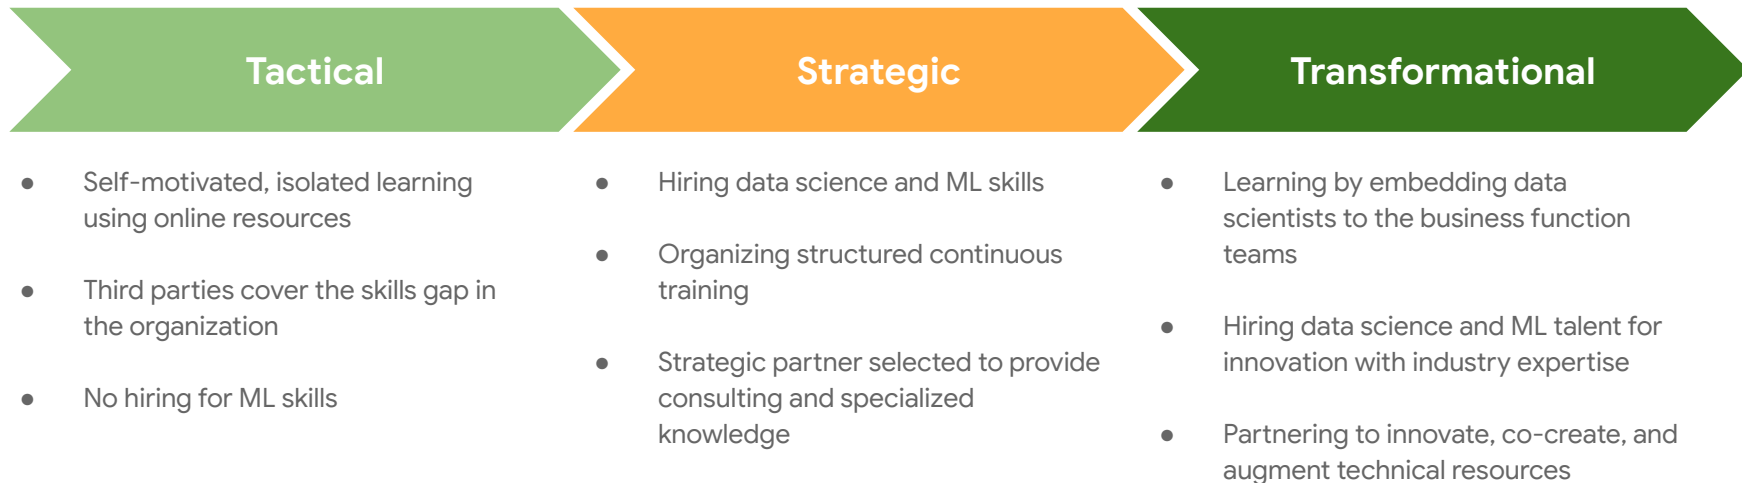 Tactical
Strategic
Transformational
● Self-motivated, isolated learning
using online resources
● Third parties cover the skills gap in
the organization
● No hiring for ML skills
● Hiring data science and ML skills
● Organizing structured continuous
training
● Strategic partner selected to provide
consulting and specialized
knowledge
● Learning by embedding data
scientists to the business function
teams
● Hiring data science and ML talent for
innovation with industry expertise
● Partnering to innovate, co-create, and
augment technical resources